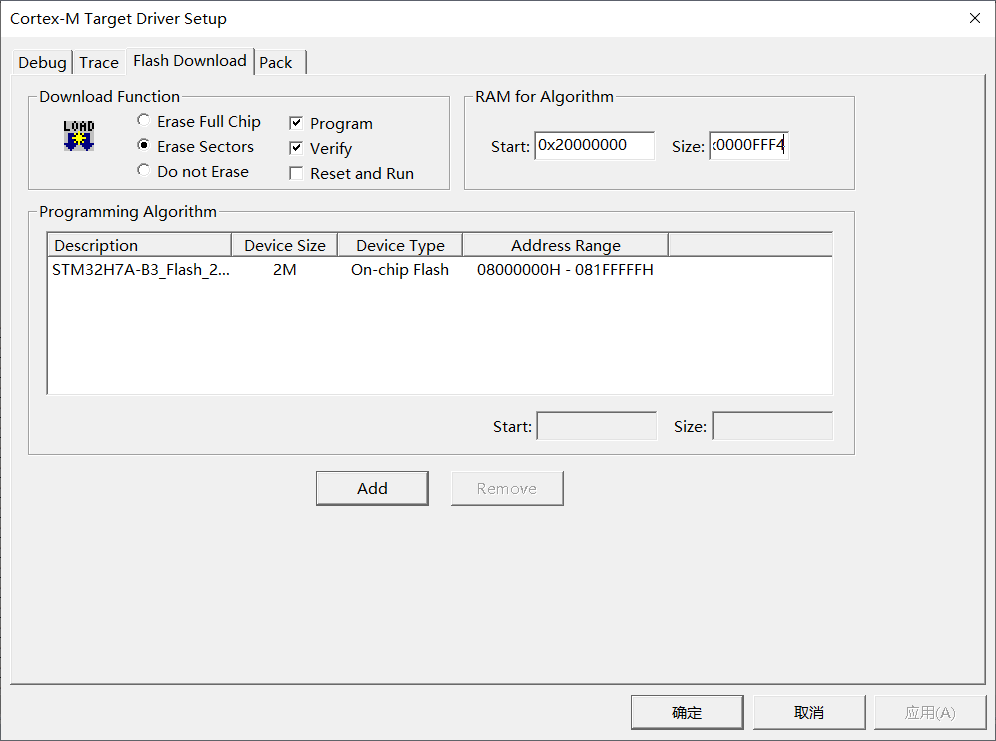 Cortex-M Target Driver Setup
Debug Trace Flash Download Pack
Download Function
LOAD
Erase Full Chip
Erase Sectors
Do not Erase
Program
Verify
Reset and Run
RAM for Algorithm
Start: 0x20000000 Size: :0000FFF4
Programming Algorithm
Description Device Size Device Type Address Range
STM32H7A-B3_Flash_2... 2M On-chip Flash 08000000H - 081FFFFFH
Start: Size:
Add Remove
确定 取消 应用(A)